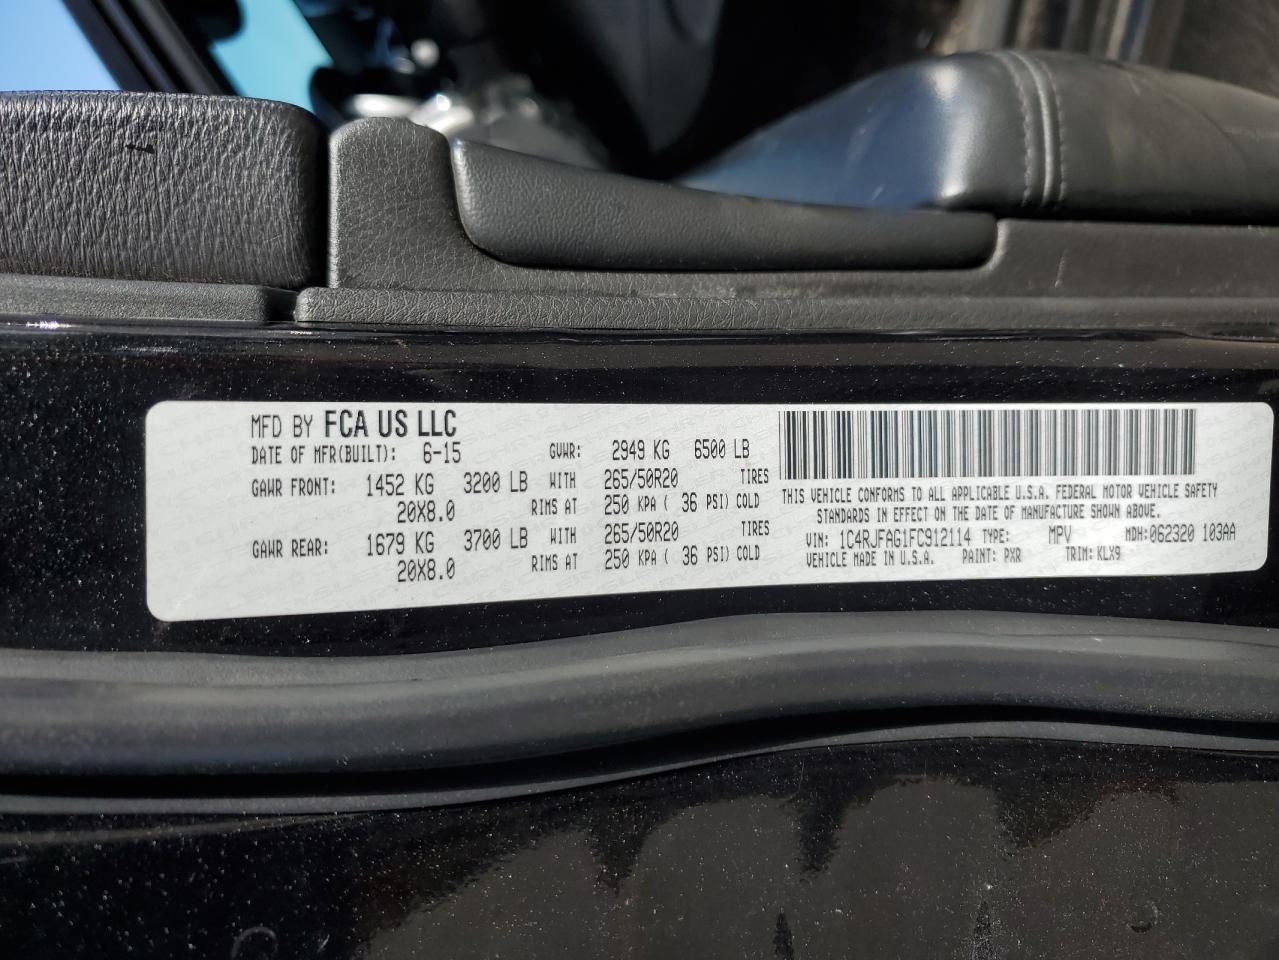 MFD BY FCA US LLC
DATE OF MFR(BUILT): 6-15 GVWR: 2949 KG 6500 LB
GAWR FRONT: 1452 KG 3200 LB WITH 265/50R20 TIRES
20X8.0 RIMS AT 250 KPA ( 36 PSI) COLD
GAWR REAR: 1679 KG 3700 LB WITH 265/50R20 TIRES
20X8.0 RIMS AT 250 KPA ( 36 PSI) COLD
THIS VEHICLE CONFORMS TO ALL APPLICABLE U.S.A. FEDERAL MOTOR VEHICLE SAFETY
STANDARDS IN EFFECT ON THE DATE OF MANUFACTURE SHOWN ABOVE.
VIN: 1C4RJFAG1FC912114 TYPE: MPV MDH: 062320 103AA
VEHICLE MADE IN U.S.A. PAINT: PXR TRIM: KLX9